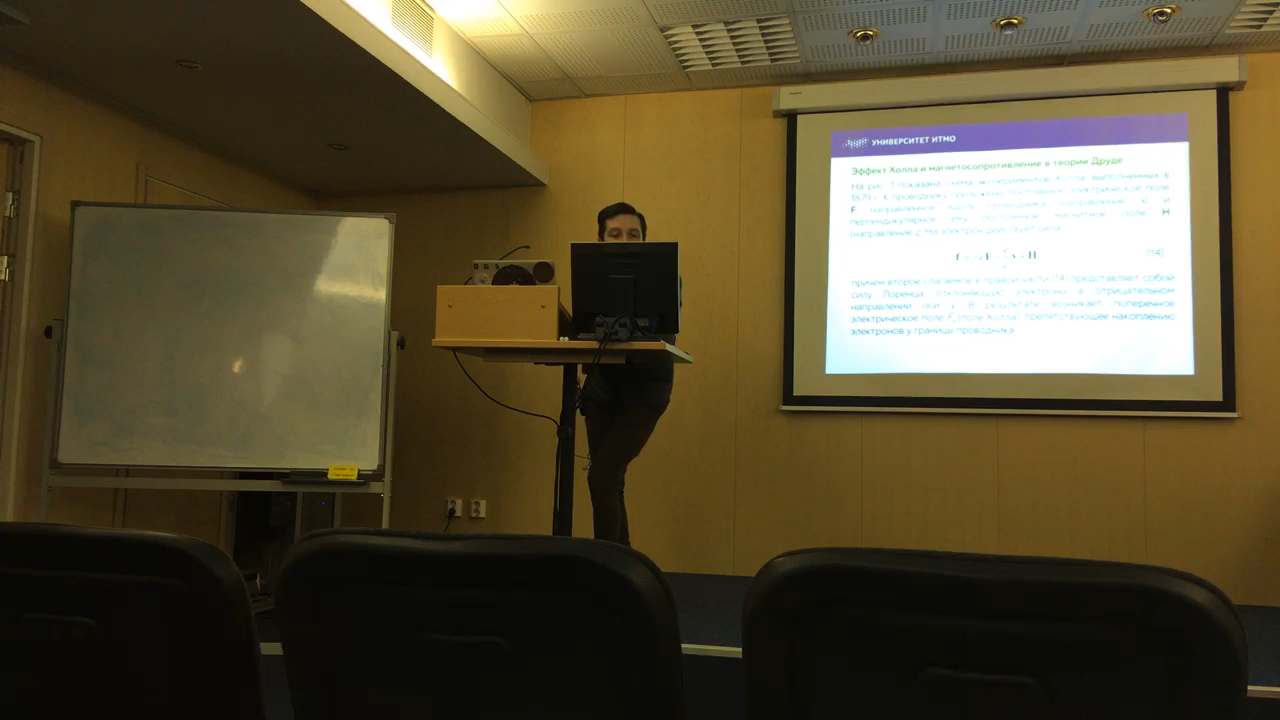 УНИВЕРСИТЕТ ИТМО
Эффект Холла и магнетосопротивление в теории Друде
На рис. 1 показана схема экспериментов Холла, выполненных в
1879 г. К проводнику приложено постоянное электрическое поле
E, направленное вдоль проводника (направление x) и
перпендикулярное ему постоянное магнитное поле H
(направление z). На электрон действует сила
(14)
причем второе слагаемое в правой части (14) представляет собой
силу Лоренца, отклоняющую электроны в отрицательном
направлении оси y. В результате возникает поперечное
электрическое поле (поле Холла), препятствующее накоплению
электронов у границы проводника.